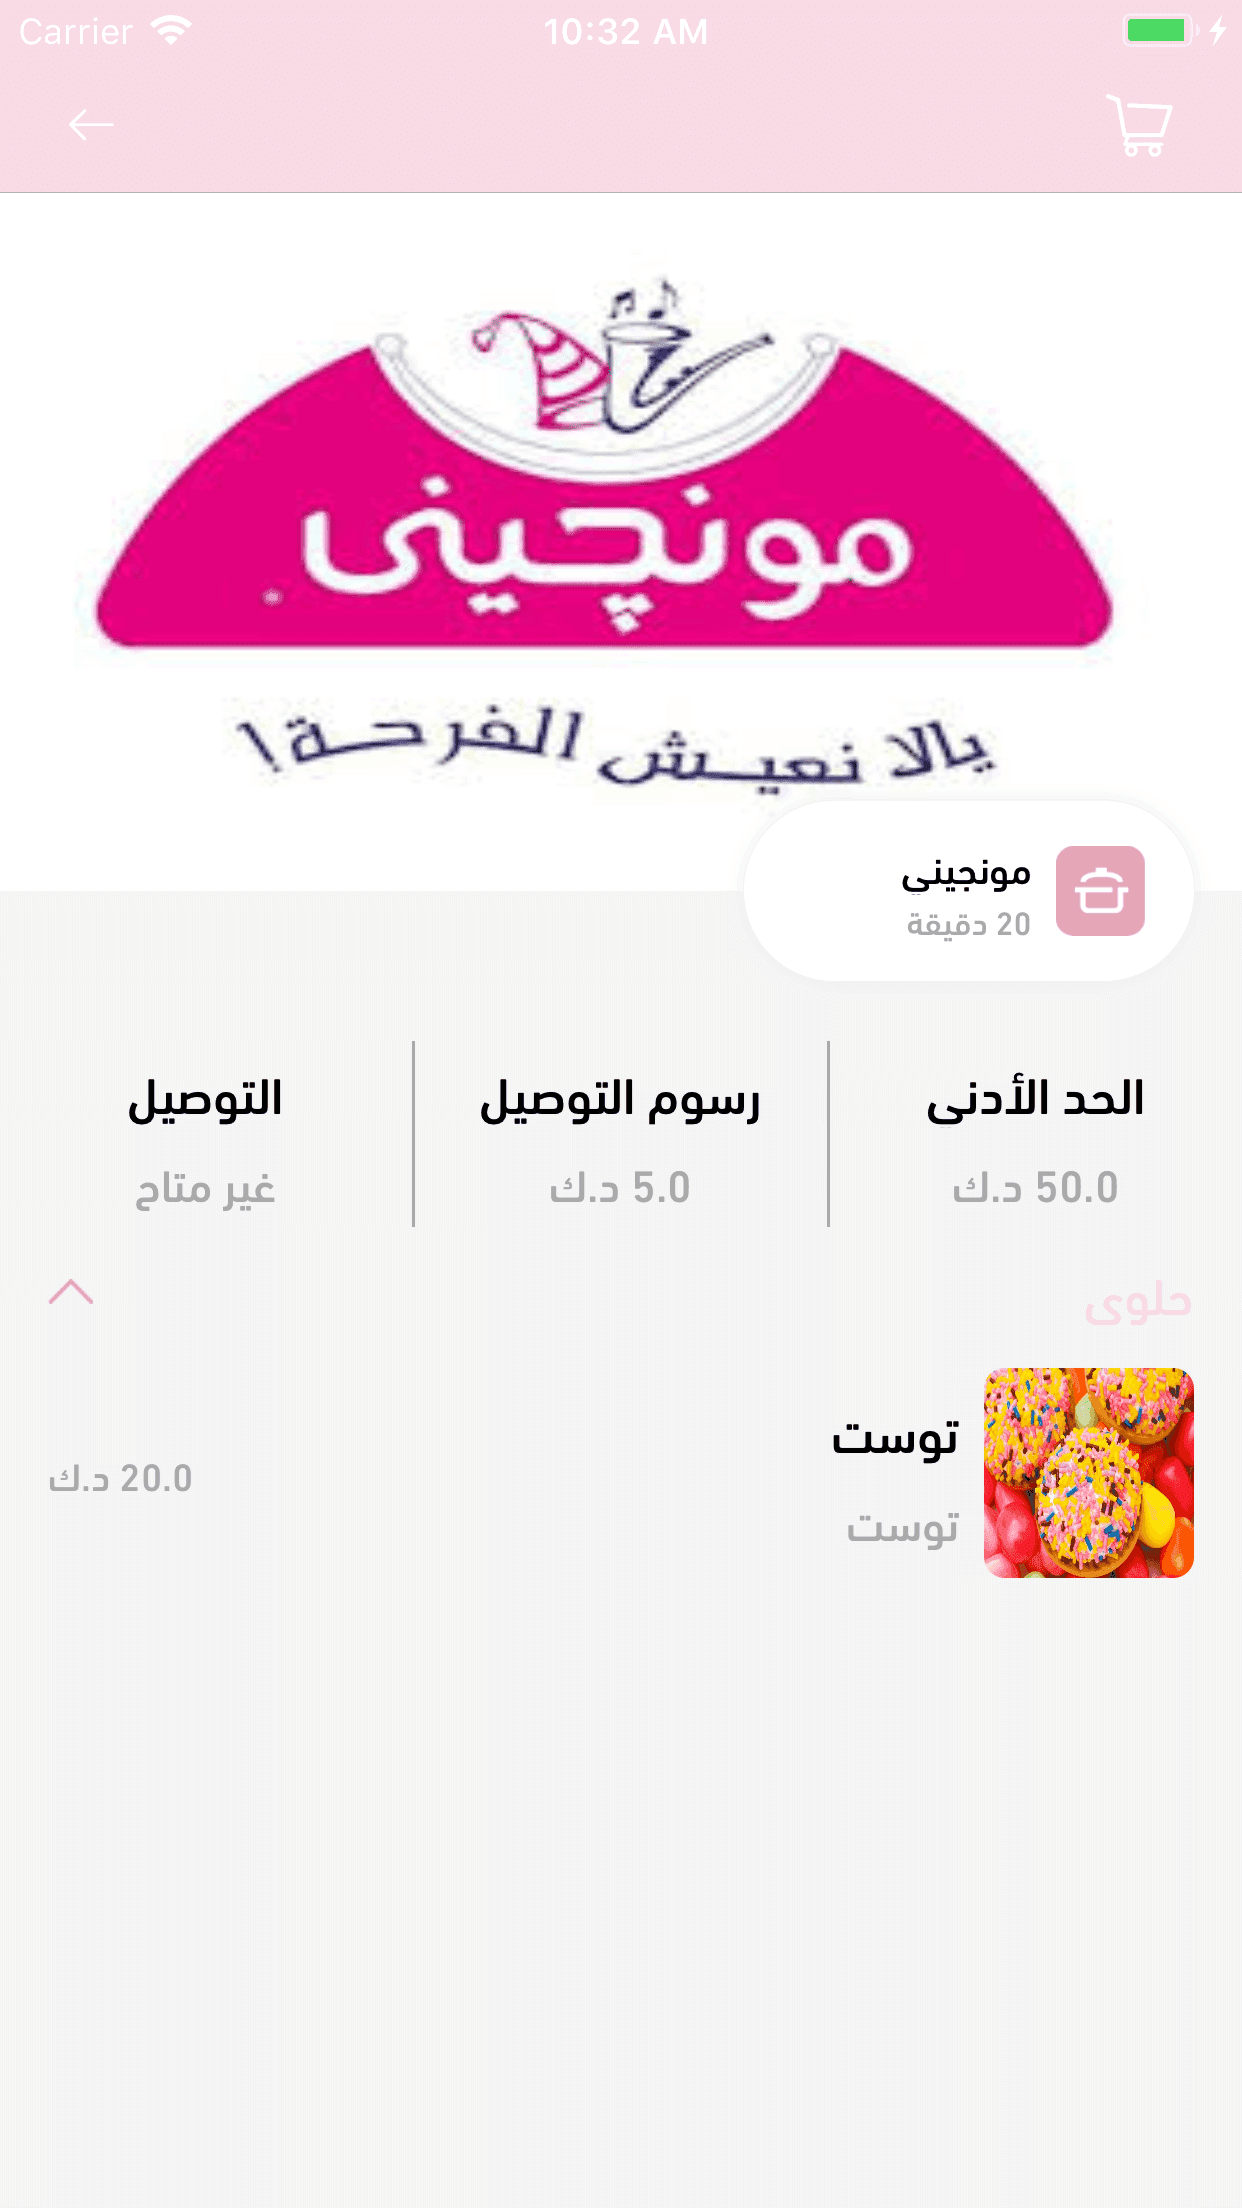 Carrier 10:32 AM
مونچينى
يالا نعيش الفرحة!
مونجيني
20 دقيقة
الحد الأدنى
50.0 د.ك
رسوم التوصيل
5.0 د.ك
التوصيل
غير متاح
حلوى
توست
توست
20.0 د.ك